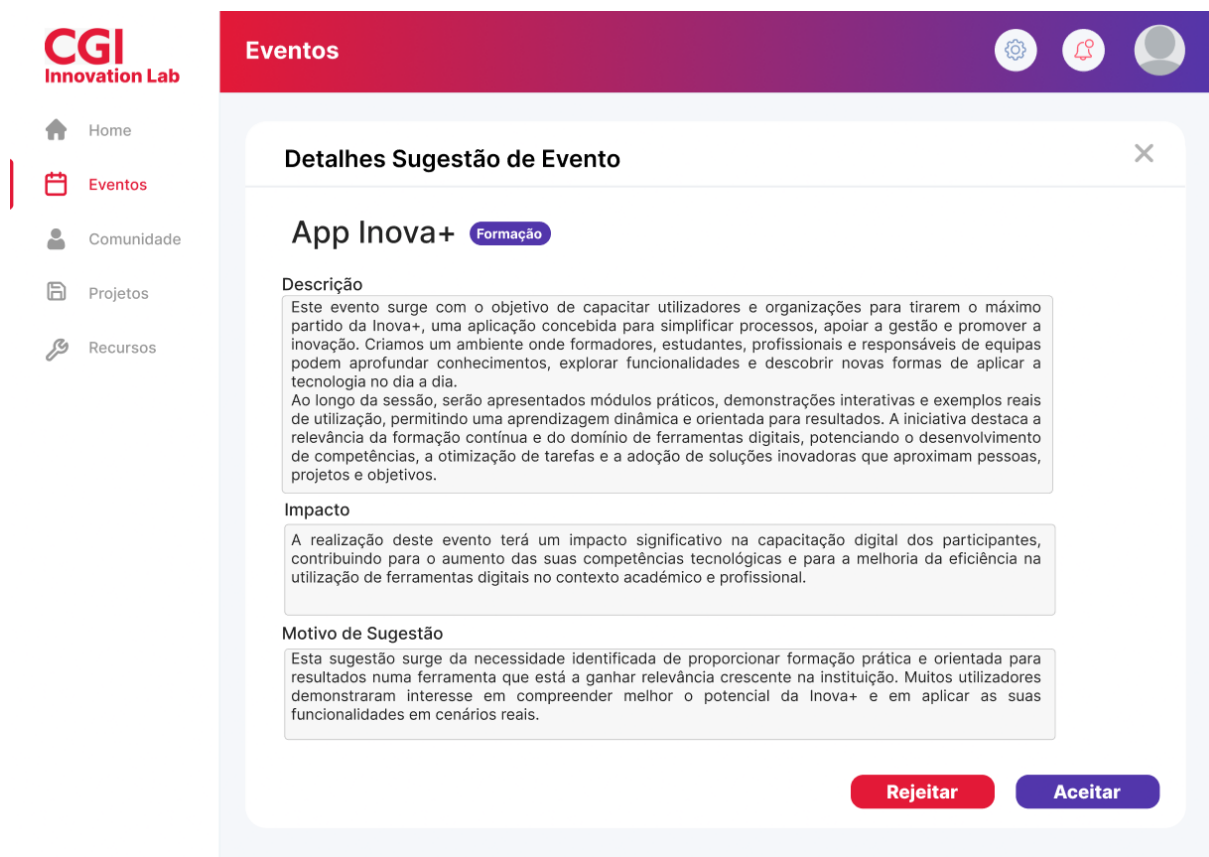 CGI
Innovation Lab
Eventos
Home
Eventos
Comunidade
Projetos
Recursos
Detalhes Sugestão de Evento
App Inova+ Formação
Descrição
Este evento surge com o objetivo de capacitar utilizadores e organizações para tirarem o máximo
partido da Inova+, uma aplicação concebida para simplificar processos, apoiar a gestão e promover a
inovação. Criamos um ambiente onde formadores, estudantes, profissionais e responsáveis de equipas
podem aprofundar conhecimentos, explorar funcionalidades e descobrir novas formas de aplicar a
tecnologia no dia a dia.
Ao longo da sessão, serão apresentados módulos práticos, demonstrações interativas e exemplos reais
de utilização, permitindo uma aprendizagem dinâmica e orientada para resultados. A iniciativa destaca a
relevância da formação contínua e do domínio de ferramentas digitais, potenciando o desenvolvimento
de competências, a otimização de tarefas e a adoção de soluções inovadoras que aproximam pessoas,
projetos e objetivos.
Impacto
A realização deste evento terá um impacto significativo na capacitação digital dos participantes,
contribuindo para o aumento das suas competências tecnológicas e para a melhoria da eficiência na
utilização de ferramentas digitais no contexto académico e profissional.
Motivo de Sugestão
Esta sugestão surge da necessidade identificada de proporcionar formação prática e orientada para
resultados numa ferramenta que está a ganhar relevância crescente na instituição. Muitos utilizadores
demonstraram interesse em compreender melhor o potencial da Inova+ e em aplicar as suas
funcionalidades em cenários reais.
Rejeitar
Aceitar